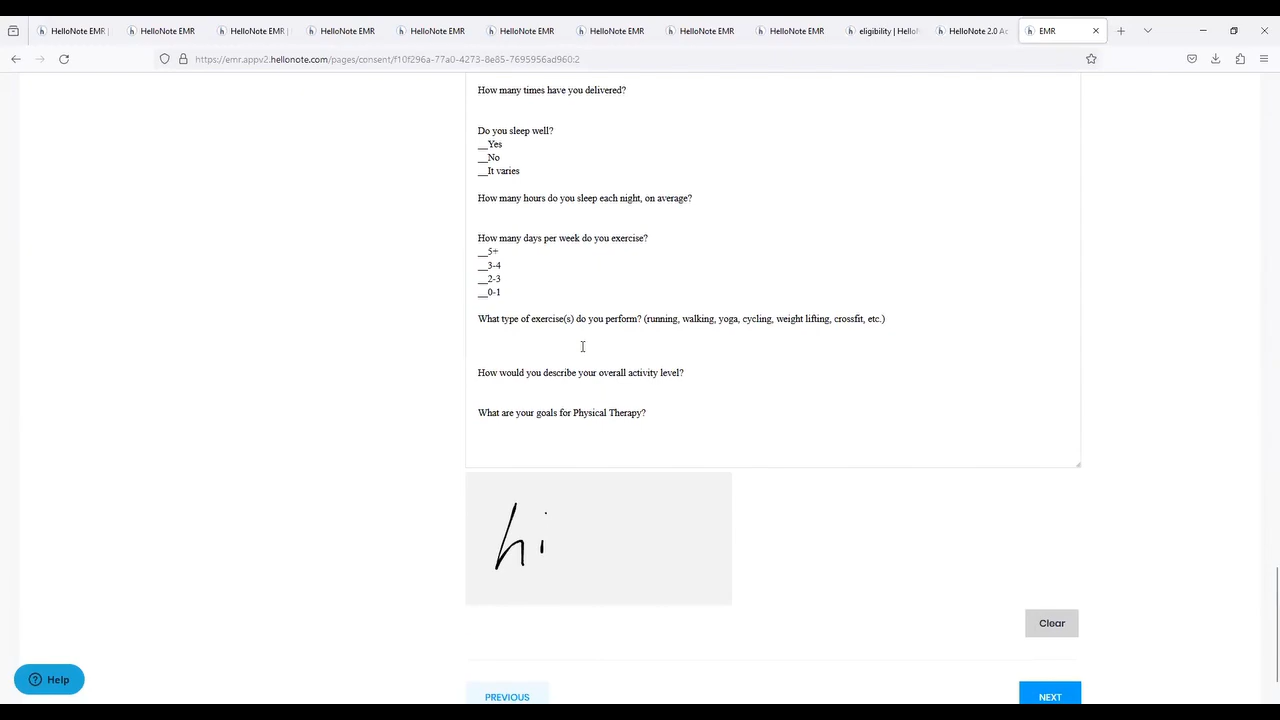 HelloNote EMR |
HelloNote EMR
HelloNote EMR |
HelloNote EMR
HelloNote EMR
HelloNote EMR
HelloNote EMR
HelloNote EMR
HelloNote EMR
eligibility | Hello
HelloNote 2.0 Ac
EMR
https://emr.appv2.hellonote.com/pages/consent/f10f296a-77a0-4273-8e85-7695956ad960:2
How many times have you delivered?
Do you sleep well?
__Yes
__No
__It varies
How many hours do you sleep each night, on average?
How many days per week do you exercise?
__5+
__3-4
__2-3
__0-1
What type of exercise(s) do you perform? (running, walking, yoga, cycling, weight lifting, crossfit, etc.)
How would you describe your overall activity level?
What are your goals for Physical Therapy?
hi
Clear
Help
PREVIOUS
NEXT